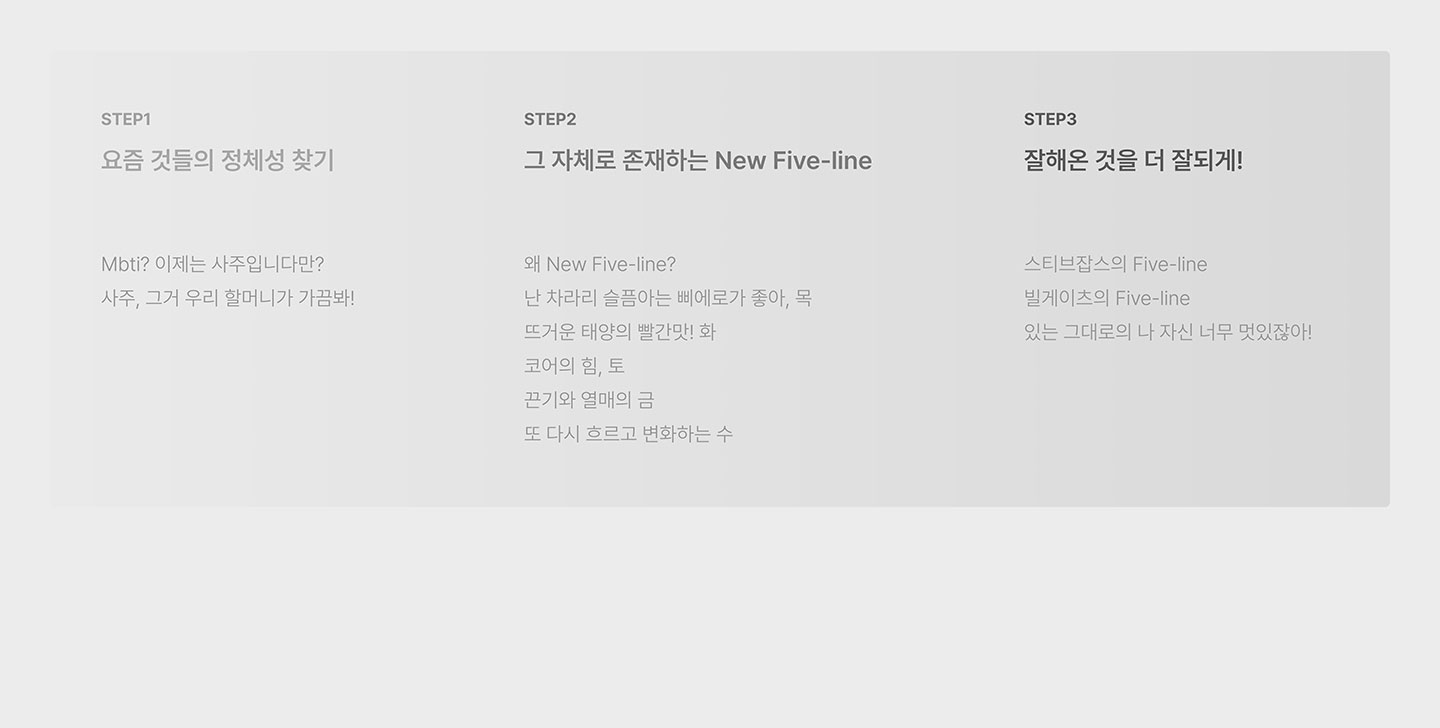 STEP1
요즘 것들의 정체성 찾기
Mbti? 이제는 사주입니다만?
사주, 그거 우리 할머니가 가끔봐!
STEP2
그 자체로 존재하는 New Five-line
왜 New Five-line?
난 차라리 슬픔아는 삐에로가 좋아, 목
뜨거운 태양의 빨간맛! 화
코어의 힘, 토
끈기와 열매의 금
또 다시 흐르고 변화하는 수
STEP3
잘해온 것을 더 잘되게!
스티브잡스의 Five-line
빌게이츠의 Five-line
있는 그대로의 나 자신 너무 멋있잖아!